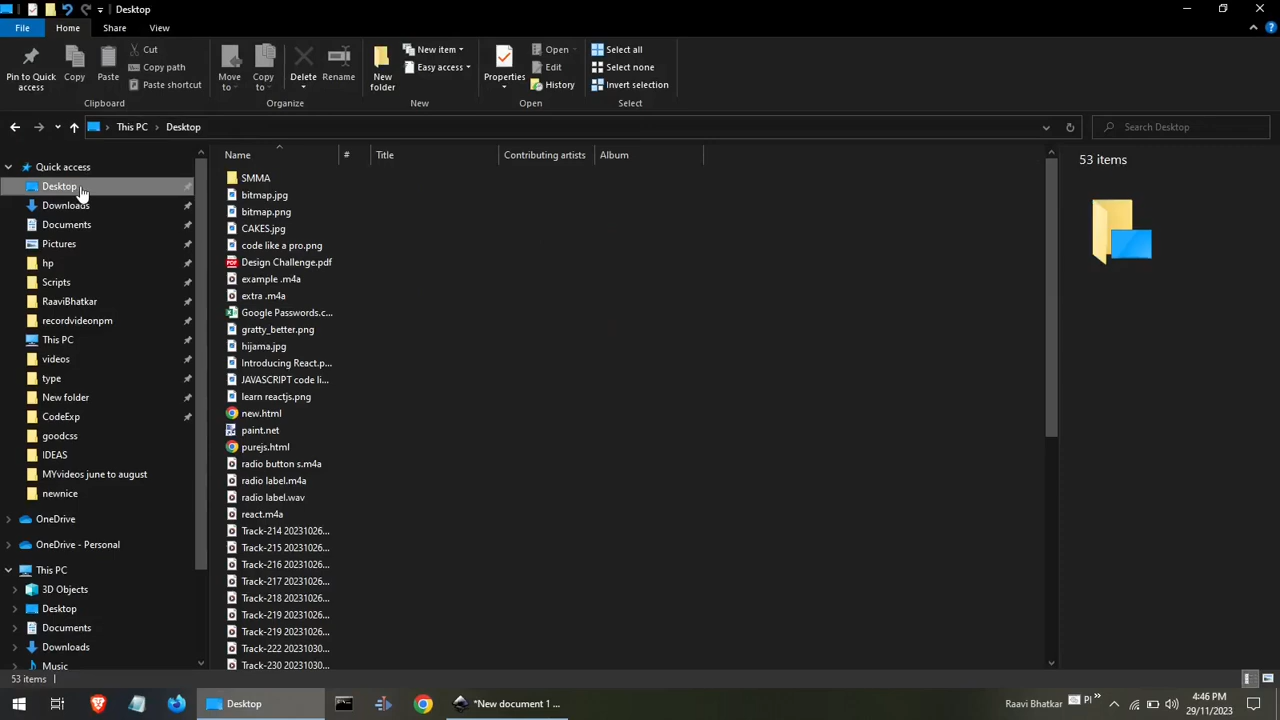 Desktop
File Home Share View
Pin to Quick access
Copy
Paste
Cut
Copy path
Paste shortcut
Clipboard
Move to
Copy to
Delete
Rename
Organize
New folder
New item
Easy access
New
Properties
Open
Edit
History
Open
Select all
Select none
Invert selection
Select
This PC > Desktop
Search Desktop
Quick access
Desktop
Downloads
Documents
Pictures
hp
Scripts
RaaviBhatkar
recordvideonpm
This PC
videos
type
New folder
CodeExp
goodcss
IDEAS
MYvideos june to august
newnice
OneDrive
OneDrive - Personal
This PC
3D Objects
Desktop
Documents
Downloads
Music
Name # Title Contributing artists Album
SMMA
bitmap.jpg
bitmap.png
CAKES.jpg
code like a pro.png
Design Challenge.pdf
example .m4a
extra .m4a
Google Passwords.c...
gratty_better.png
hijama.jpg
Introducing React.p...
JAVASCRIPT code li...
learn reactjs.png
new.html
paint.net
purejs.html
radio button s.m4a
radio label.m4a
radio label.wav
react.m4a
Track-214 20231026...
Track-215 20231026...
Track-216 20231026...
Track-217 20231026...
Track-218 20231026...
Track-219 20231026...
Track-219 20231026...
Track-222 20231030...
Track-230 20231030...
53 items
53 items
Desktop
*New document 1 ...
Raavi Bhatkar
4:46 PM
29/11/2023